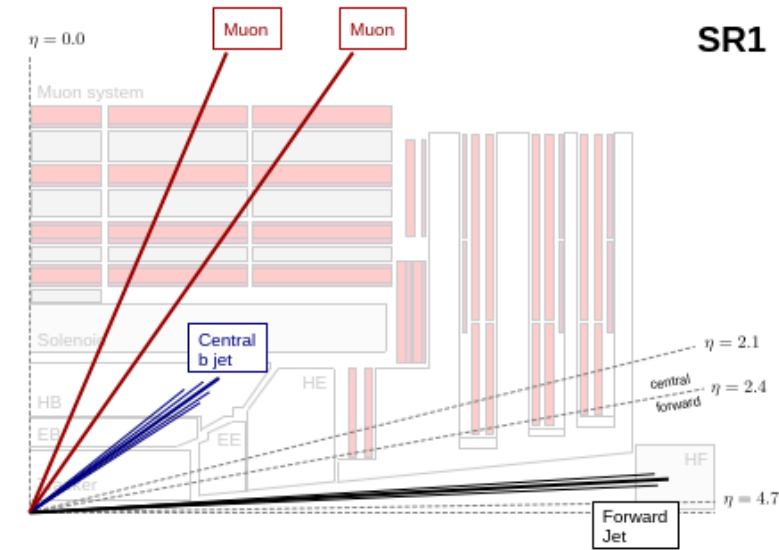 η = 0.0
Muon
Muon
SR1
Muon system
Solenoid
Central
b jet
HB
HE
EB
EE
η = 2.1
central
η = 2.4
forward
HF
η = 4.7
Forward
Jet